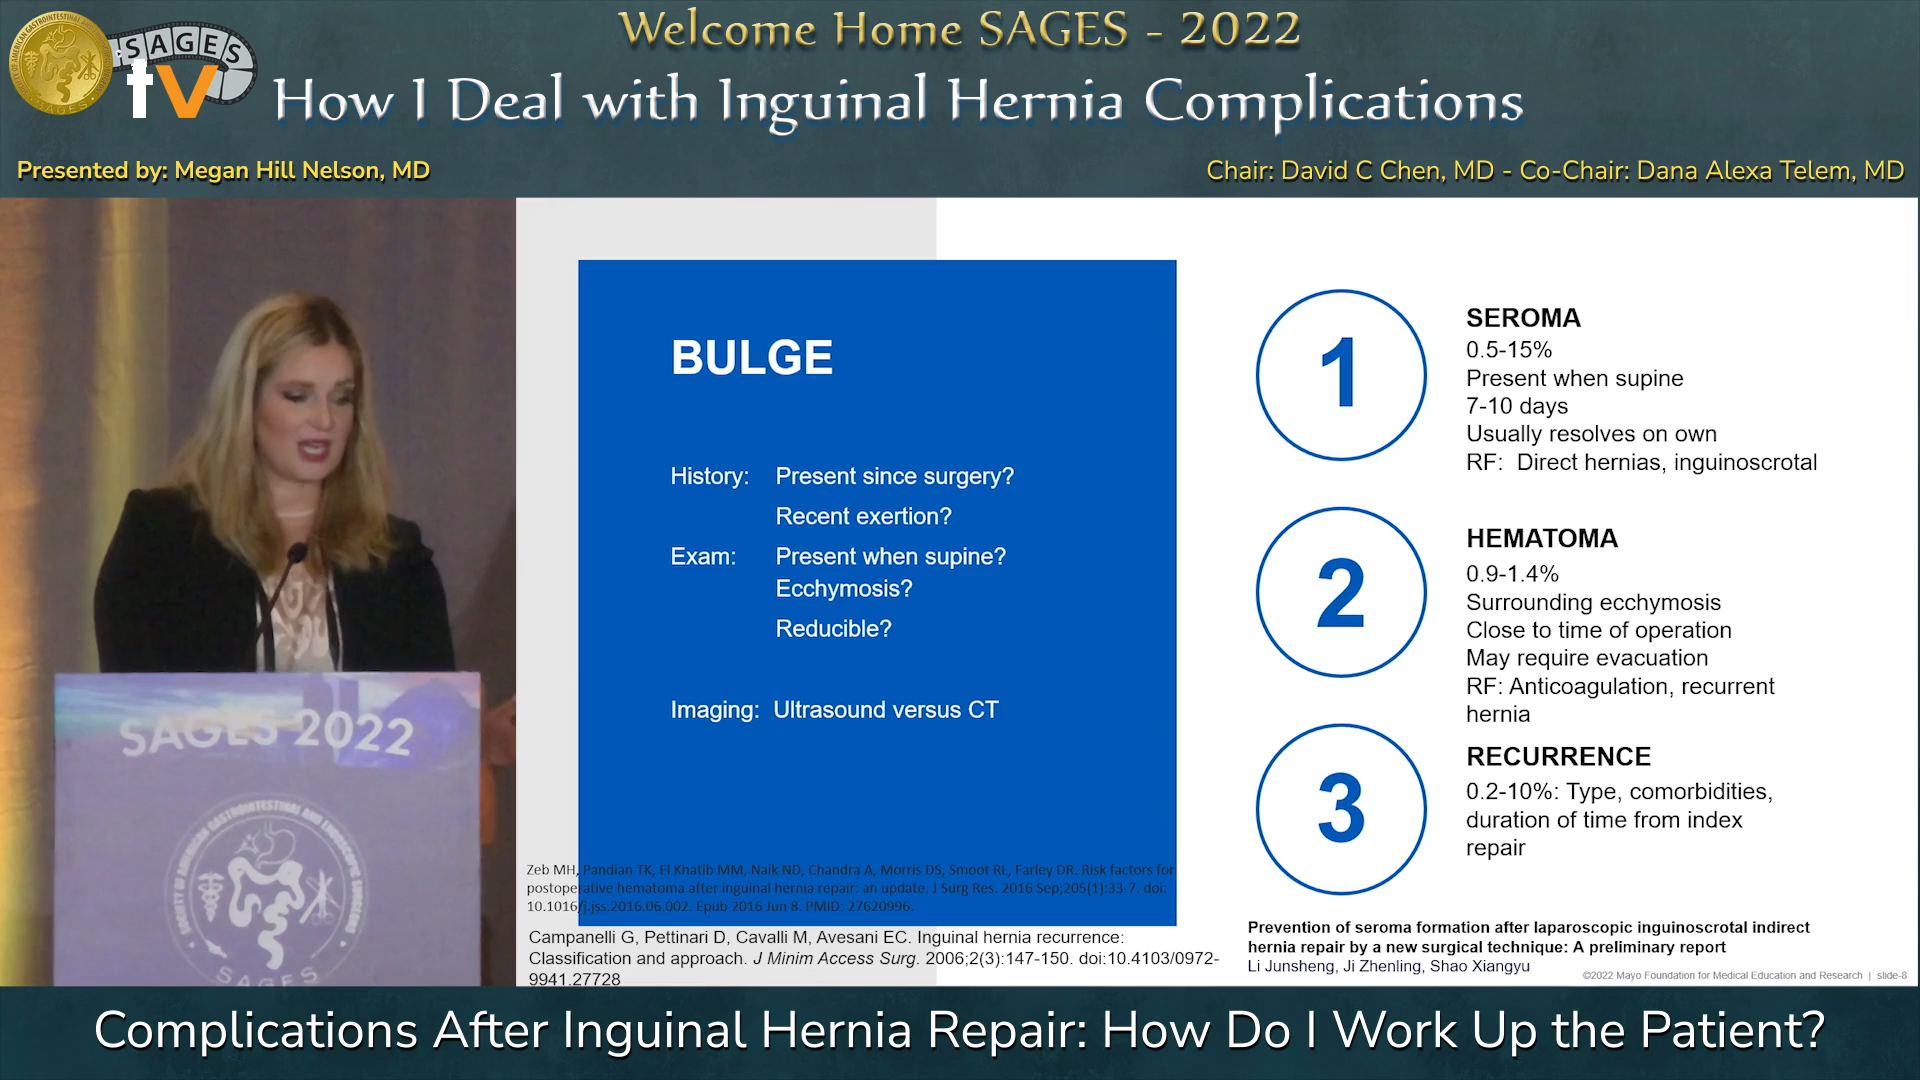 Welcome Home SAGES - 2022
SAGES
tv
How I Deal with Inguinal Hernia Complications
Presented by: Megan Hill Nelson, MD
Chair: David C Chen, MD - Co-Chair: Dana Alexa Telem, MD
SAGES 2022
SOCIETY OF AMERICAN GASTROINTESTINAL AND ENDOSCOPIC SURGEONS
SAGES
BULGE
History: Present since surgery?
Recent exertion?
Exam: Present when supine?
Ecchymosis?
Reducible?
Imaging: Ultrasound versus CT
Zeb MH, Pandian TK, El Khatib MM, Naik ND, Chandra A, Morris DS, Smoot RL, Farley DR. Risk factors for
postoperative hematoma after inguinal hernia repair: an update. J Surg Res. 2016 Sep;205(1):33-7. doi:
10.1016/j.jss.2016.06.002. Epub 2016 Jun 8. PMID: 27620996.
Campanelli G, Pettinari D, Cavalli M, Avesani EC. Inguinal hernia recurrence:
Classification and approach. J Minim Access Surg. 2006;2(3):147-150. doi:10.4103/0972-
9941.27728
1
SEROMA
0.5-15%
Present when supine
7-10 days
Usually resolves on own
RF: Direct hernias, inguinoscrotal
2
HEMATOMA
0.9-1.4%
Surrounding ecchymosis
Close to time of operation
May require evacuation
RF: Anticoagulation, recurrent
hernia
3
RECURRENCE
0.2-10%: Type, comorbidities,
duration of time from index
repair
Prevention of seroma formation after laparoscopic inguinoscrotal indirect
hernia repair by a new surgical technique: A preliminary report
Li Junsheng, Ji Zhenling, Shao Xiangyu
©2022 Mayo Foundation for Medical Education and Research | slide-8
Complications After Inguinal Hernia Repair: How Do I Work Up the Patient?